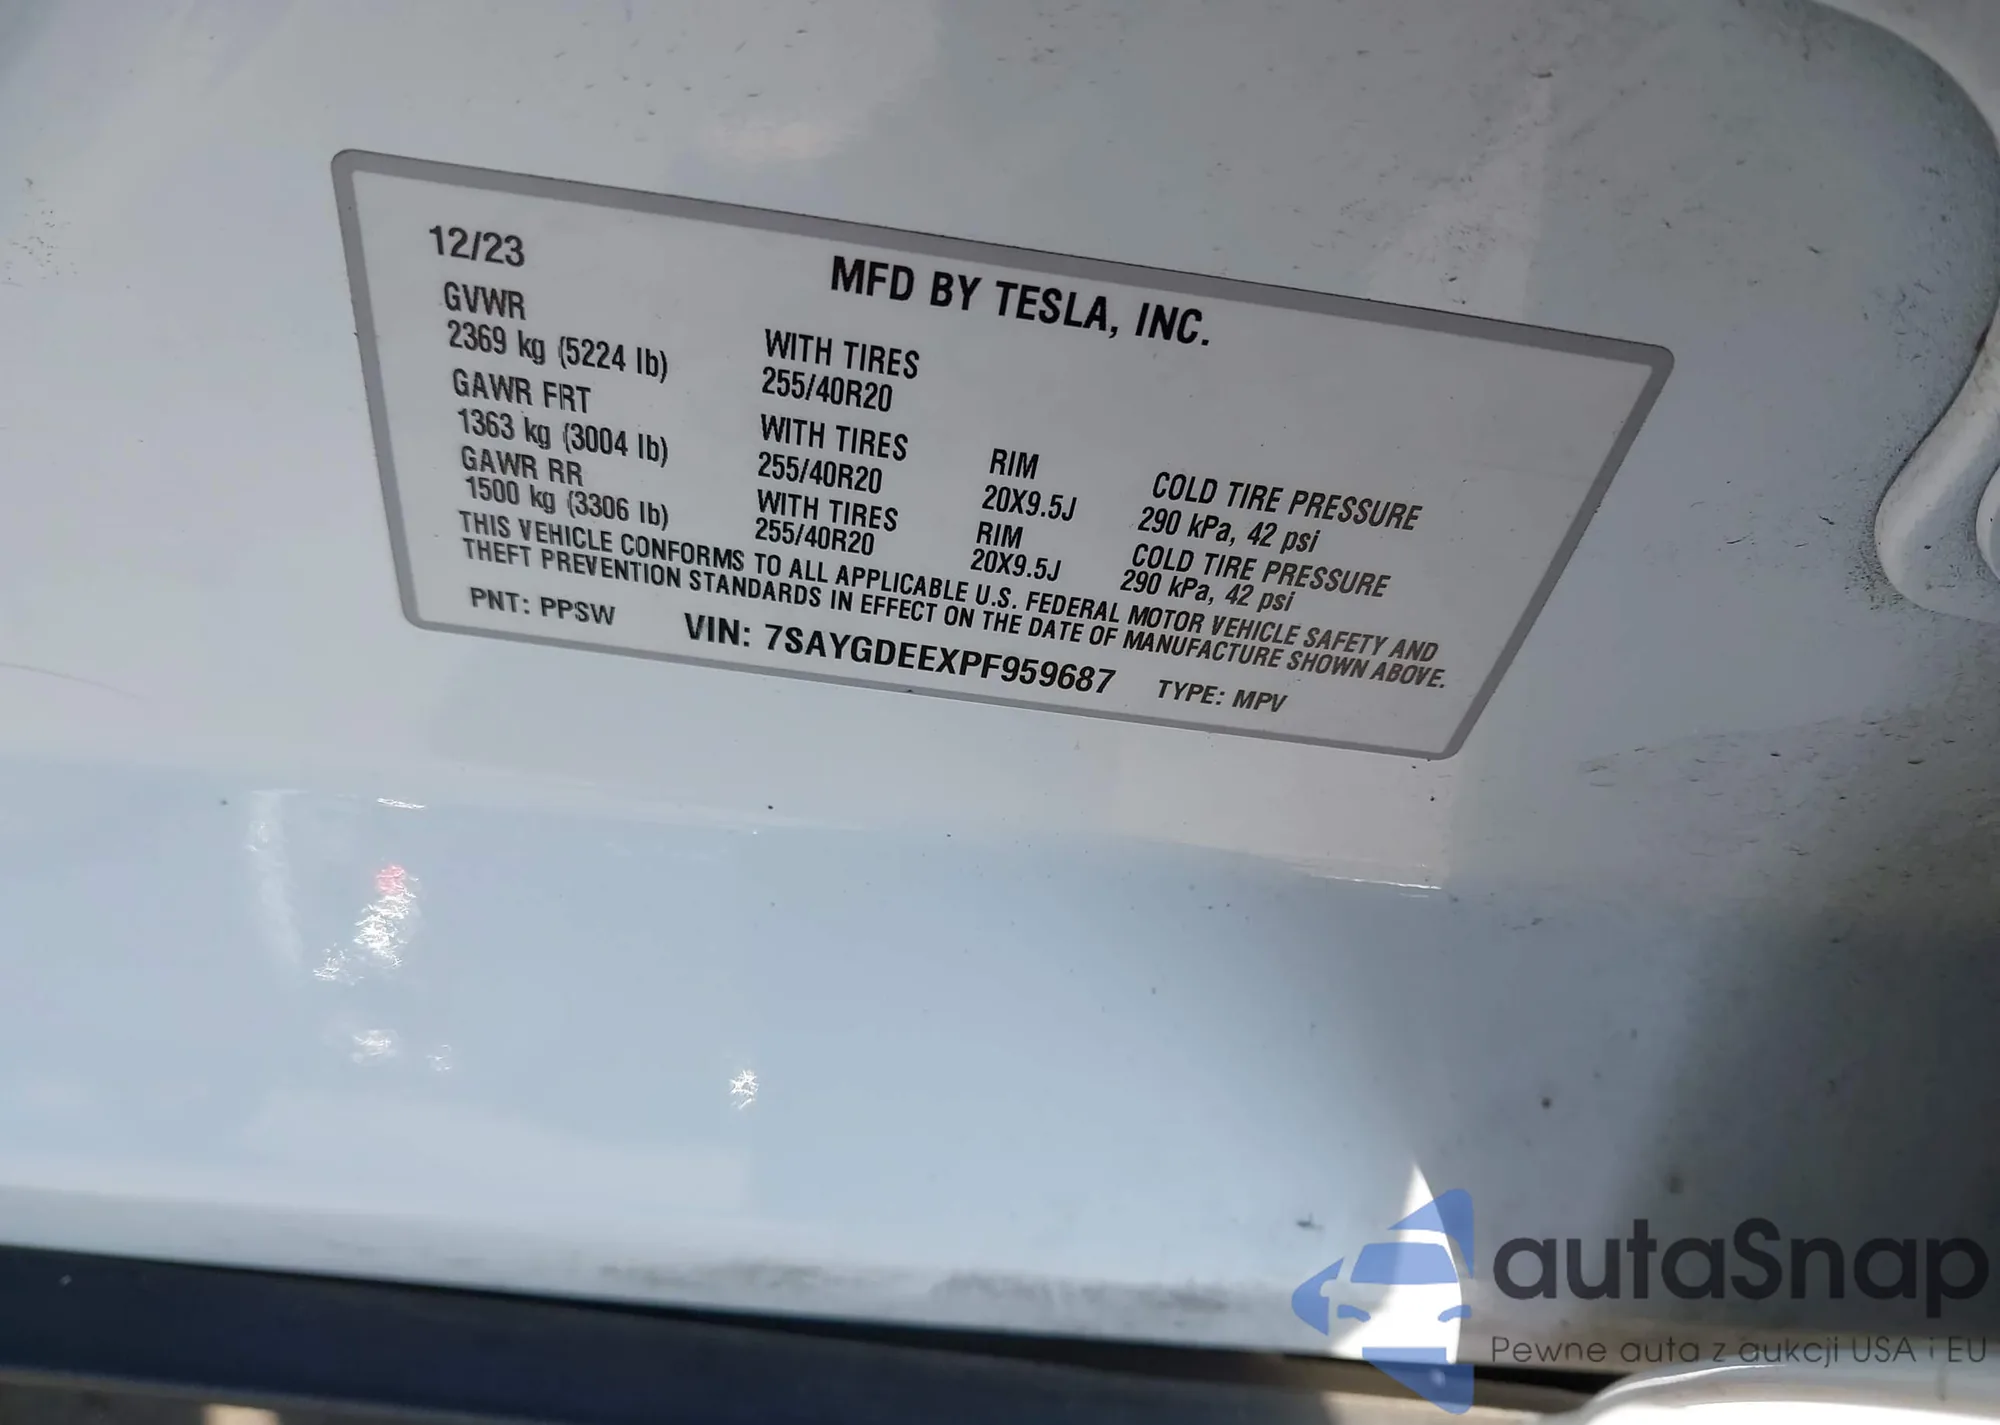 12/23
MFD BY TESLA, INC.
GVWR
2369 kg (5224 lb)
WITH TIRES
255/40R20
GAWR FRT
1363 kg (3004 lb)
WITH TIRES
255/40R20
RIM
20X9.5J
COLD TIRE PRESSURE
290 kPa, 42 psi
GAWR RR
1500 kg (3306 lb)
WITH TIRES
255/40R20
RIM
20X9.5J
COLD TIRE PRESSURE
290 kPa, 42 psi
THIS VEHICLE CONFORMS TO ALL APPLICABLE U.S. FEDERAL MOTOR VEHICLE SAFETY AND
THEFT PREVENTION STANDARDS IN EFFECT ON THE DATE OF MANUFACTURE SHOWN ABOVE.
PNT: PPSW VIN: 7SAYGDEEXPF959687 TYPE: MPV
autaSnap
Pewne auta z aukcji USA i EU